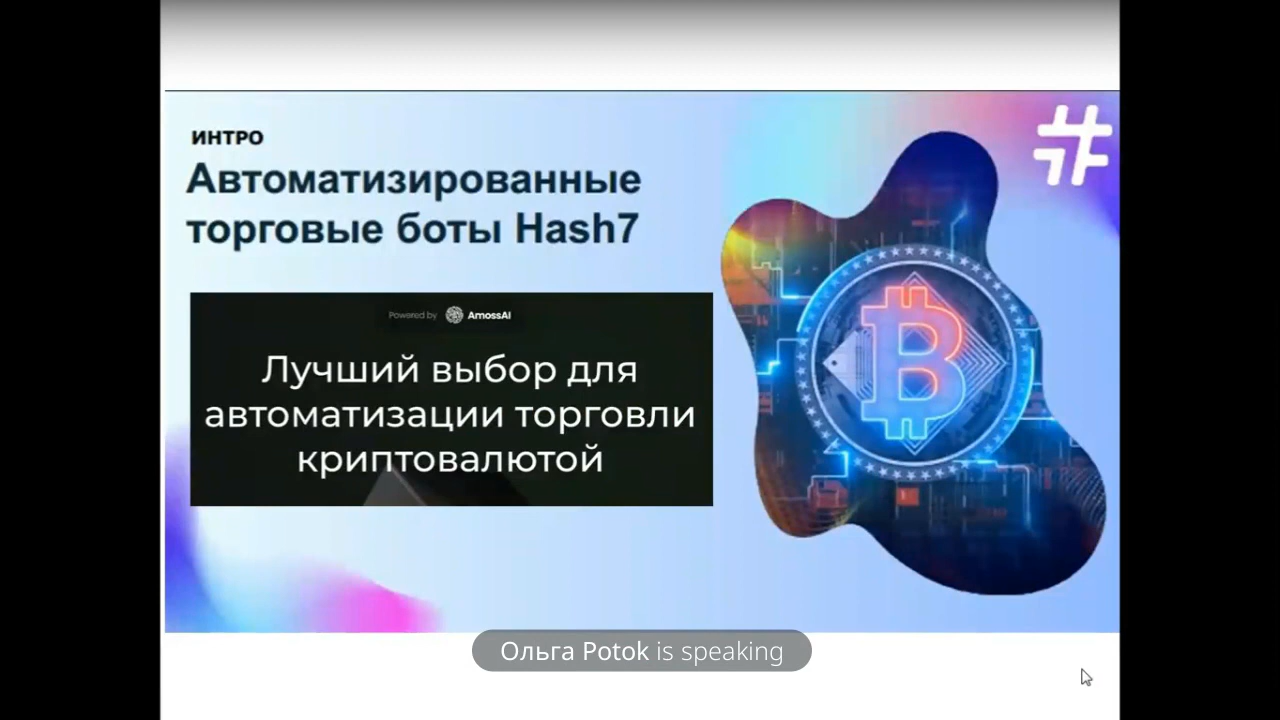 ИНТРО
Автоматизированные
торговые боты Hash7
Powered by AmossAI
Лучший выбор для
автоматизации торговли
криптовалютой
Ольга Potok is speaking